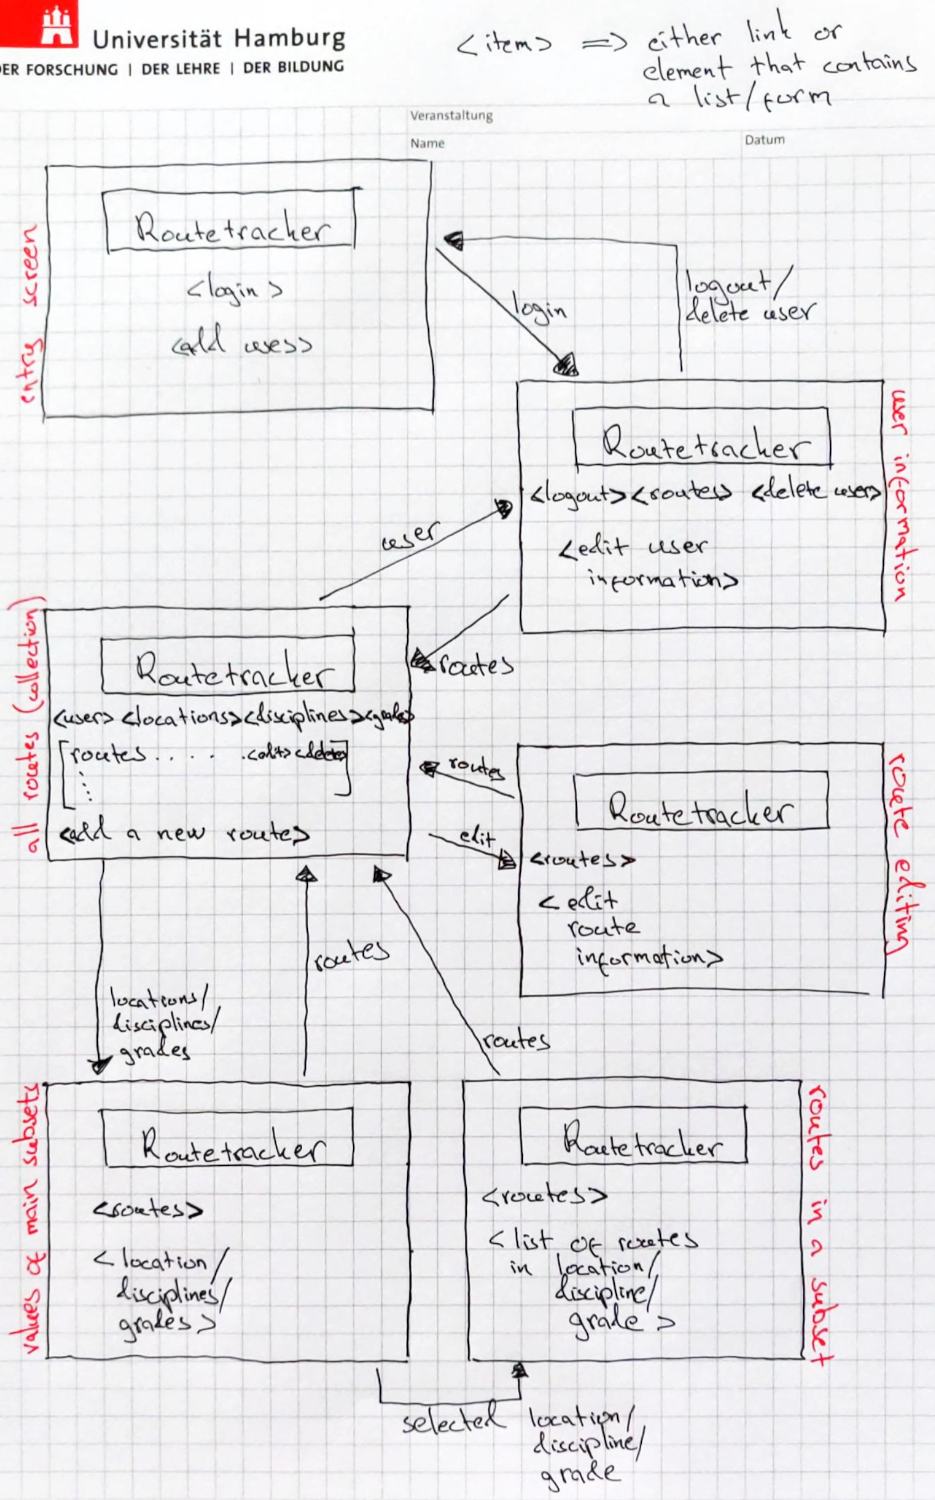 Universität Hamburg
DER FORSCHUNG | DER LEHRE | DER BILDUNG
<item> => either link or
element that contains
a list/form
Veranstaltung
Name
Datum
entry screen
Routetracker
<login>
<add user>
login
logout/
delete user
user information
Routetracker
<logout> <routes> <delete user>
<edit user
information>
user
routes
all routes (collection)
Routetracker
<user> <locations> <disciplines> <grades>
[routes . . . . . <edit> <delete>]
<add a new route>
routes
edit
route editing
Routetracker
<routes>
<edit
route
information>
locations/
disciplines/
grades
routes
routes
values of main subsets
Routetracker
<routes>
<location/
disciplines/
grades>
routes in a subset
Routetracker
<routes>
<list of routes
in location/
discipline/
grade>
selected location/
discipline/
grade